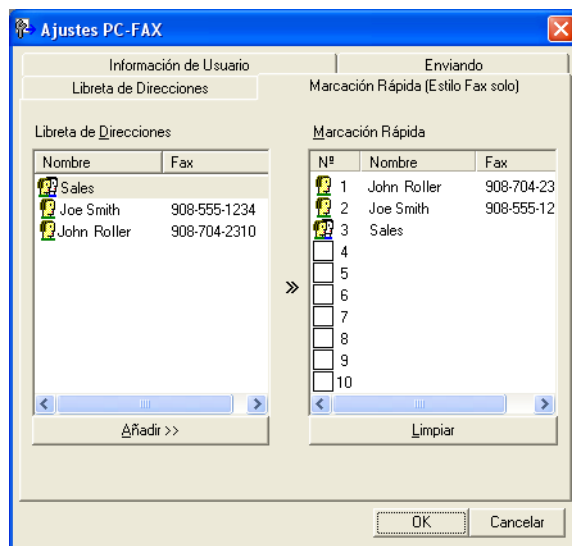 Ajustes PC-FAX
Información de Usuario
Enviando
Libreta de Direcciones
Marcación Rápida (Estilo Fax solo)
Libreta de Direcciones
Nombre Fax
Sales
Joe Smith 908-555-1234
John Roller 908-704-2310
Añadir >>
»
Marcación Rápida
Nº Nombre Fax
1 John Roller 908-704-23
2 Joe Smith 908-555-12
3 Sales
4
5
6
7
8
9
10
Limpiar
OK
Cancelar